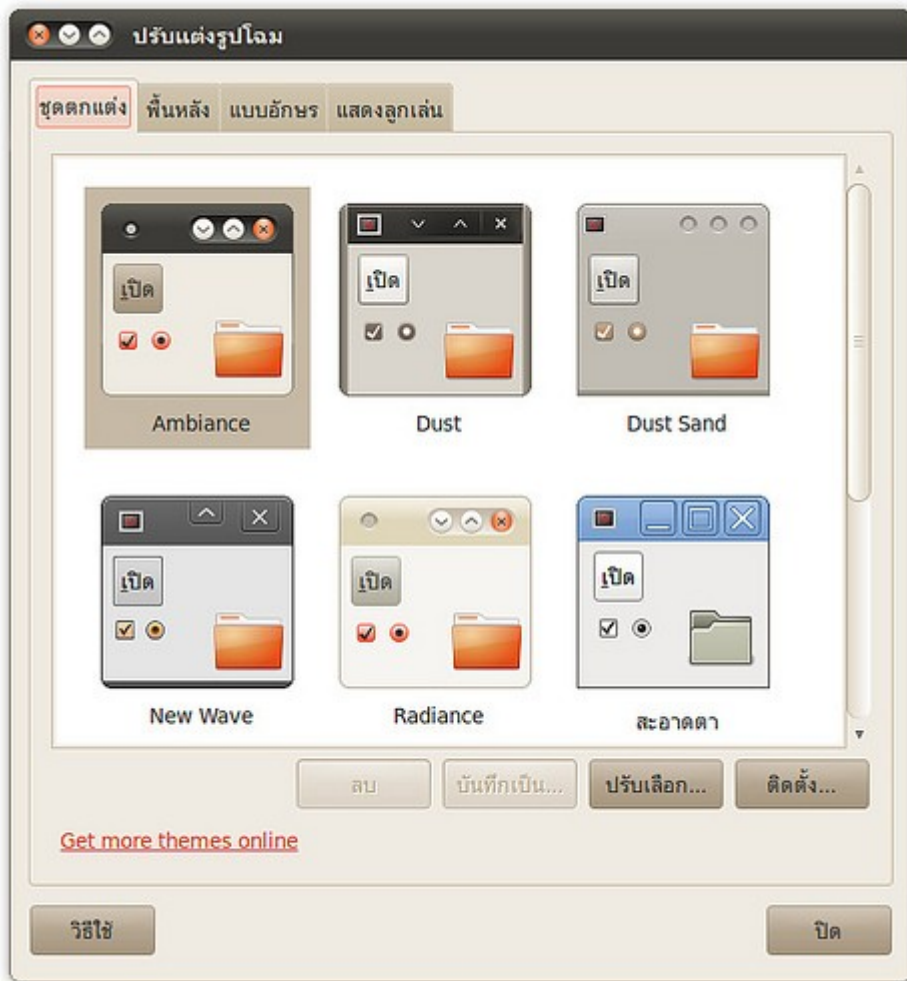 ปรับแต่งรูปโฉม
ชุดตกแต่ง พื้นหลัง แบบอักษร แสดงลูกเล่น
เปิด เปิด เปิด
Ambiance Dust Dust Sand
เปิด เปิด เปิด
New Wave Radiance สะอาดตา
ลบ บันทึกเป็น... ปรับเลือก... ติดตั้ง...
Get more themes online
วิธีใช้ ปิด